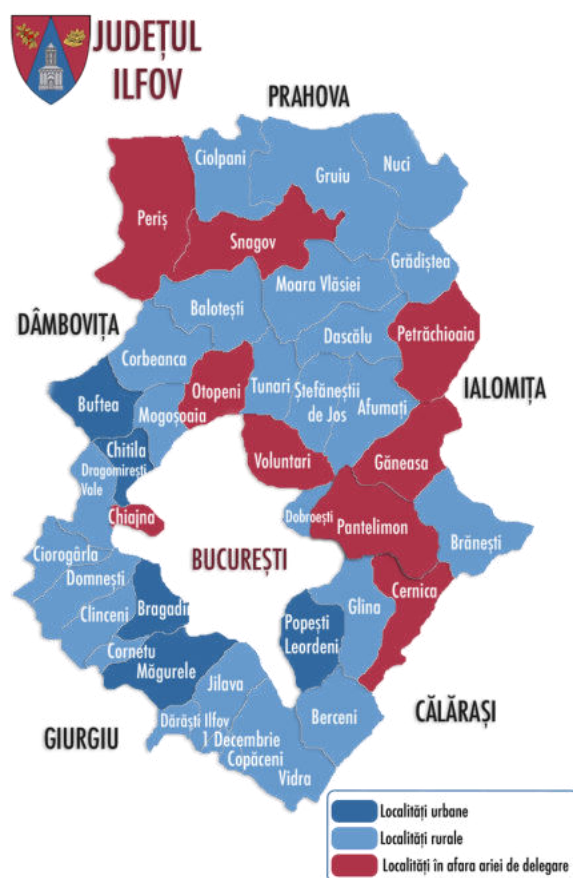 JUDEȚUL
ILFOV
PRAHOVA
Ciolpani
Gruiu
Nuci
Periș
Snagov
Grădiștea
Moara Vlăsiei
Balotești
DÂMBOVIȚA
Dascălu
Petrăchioaia
Corbeanca
Otopeni
Tunari
Ștefăneștii
de Jos
Afumați
IALOMIȚA
Buftea
Mogoșoaia
Chitila
Voluntari
Găneasa
Dragomirești
Vale
Chiajna
Dobroești
Pantelimon
Brănești
Ciorogârla
BUCUREȘTI
Domnești
Cernica
Clinceni
Bragadir
Popești
Leordeni
Glina
Cornetu
Măgurele
Jilava
GIURGIU
Dărăști Ilfov
1 Decembrie
Copăceni
Vidra
Berceni
CĂLĂRAȘI
Localități urbane
Localități rurale
Localități în afara ariei de delegare